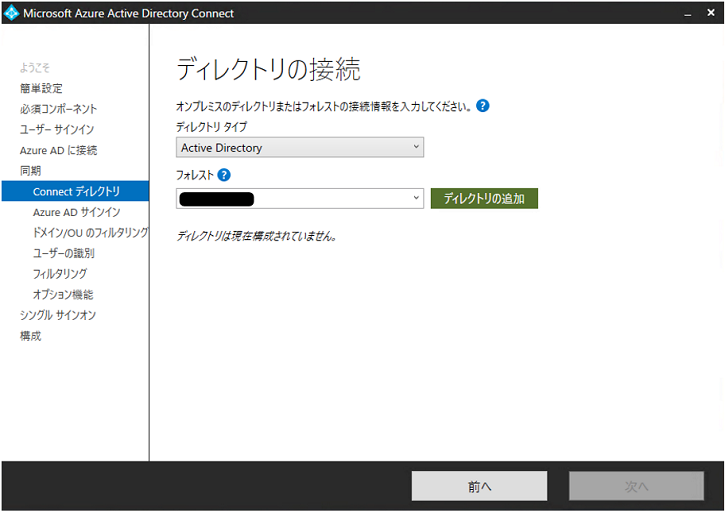 Microsoft Azure Active Directory Connect
ようこそ
簡単設定
必須コンポーネント
ユーザー サインイン
Azure AD に接続
同期
Connect ディレクトリ
Azure AD サインイン
ドメイン/OU のフィルタリング
ユーザーの識別
フィルタリング
オプション機能
シングル サインオン
構成
ディレクトリの接続
オンプレミスのディレクトリまたはフォレストの接続情報を入力してください。 ?
ディレクトリ タイプ
Active Directory
フォレスト ?
ディレクトリの追加
ディレクトリは現在構成されていません。
前へ
次へ